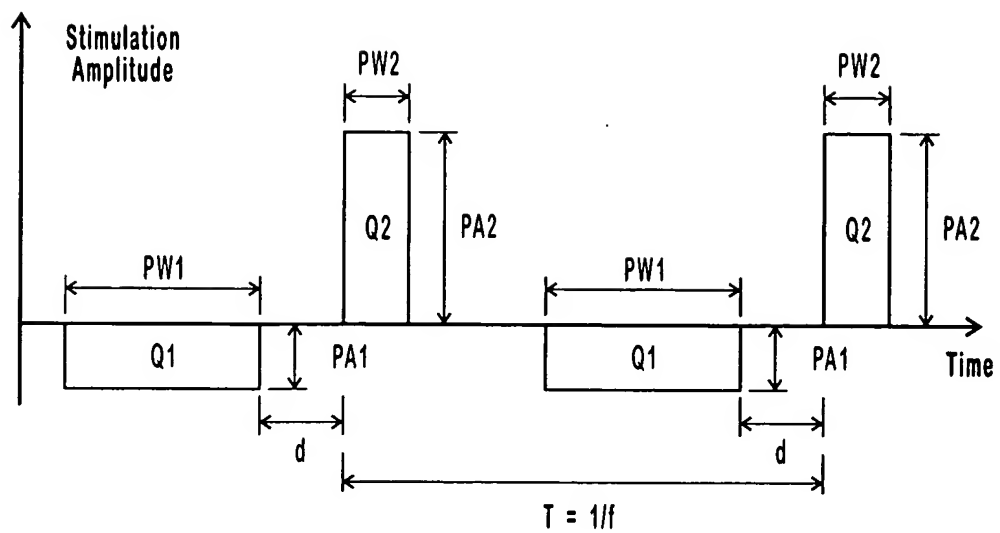 Stimulation
Amplitude
PW2
PW2
Q2
PA2
Q2
PA2
PW1
PW1
Q1
PA1
Q1
PA1
Time
d
d
T = 1/f